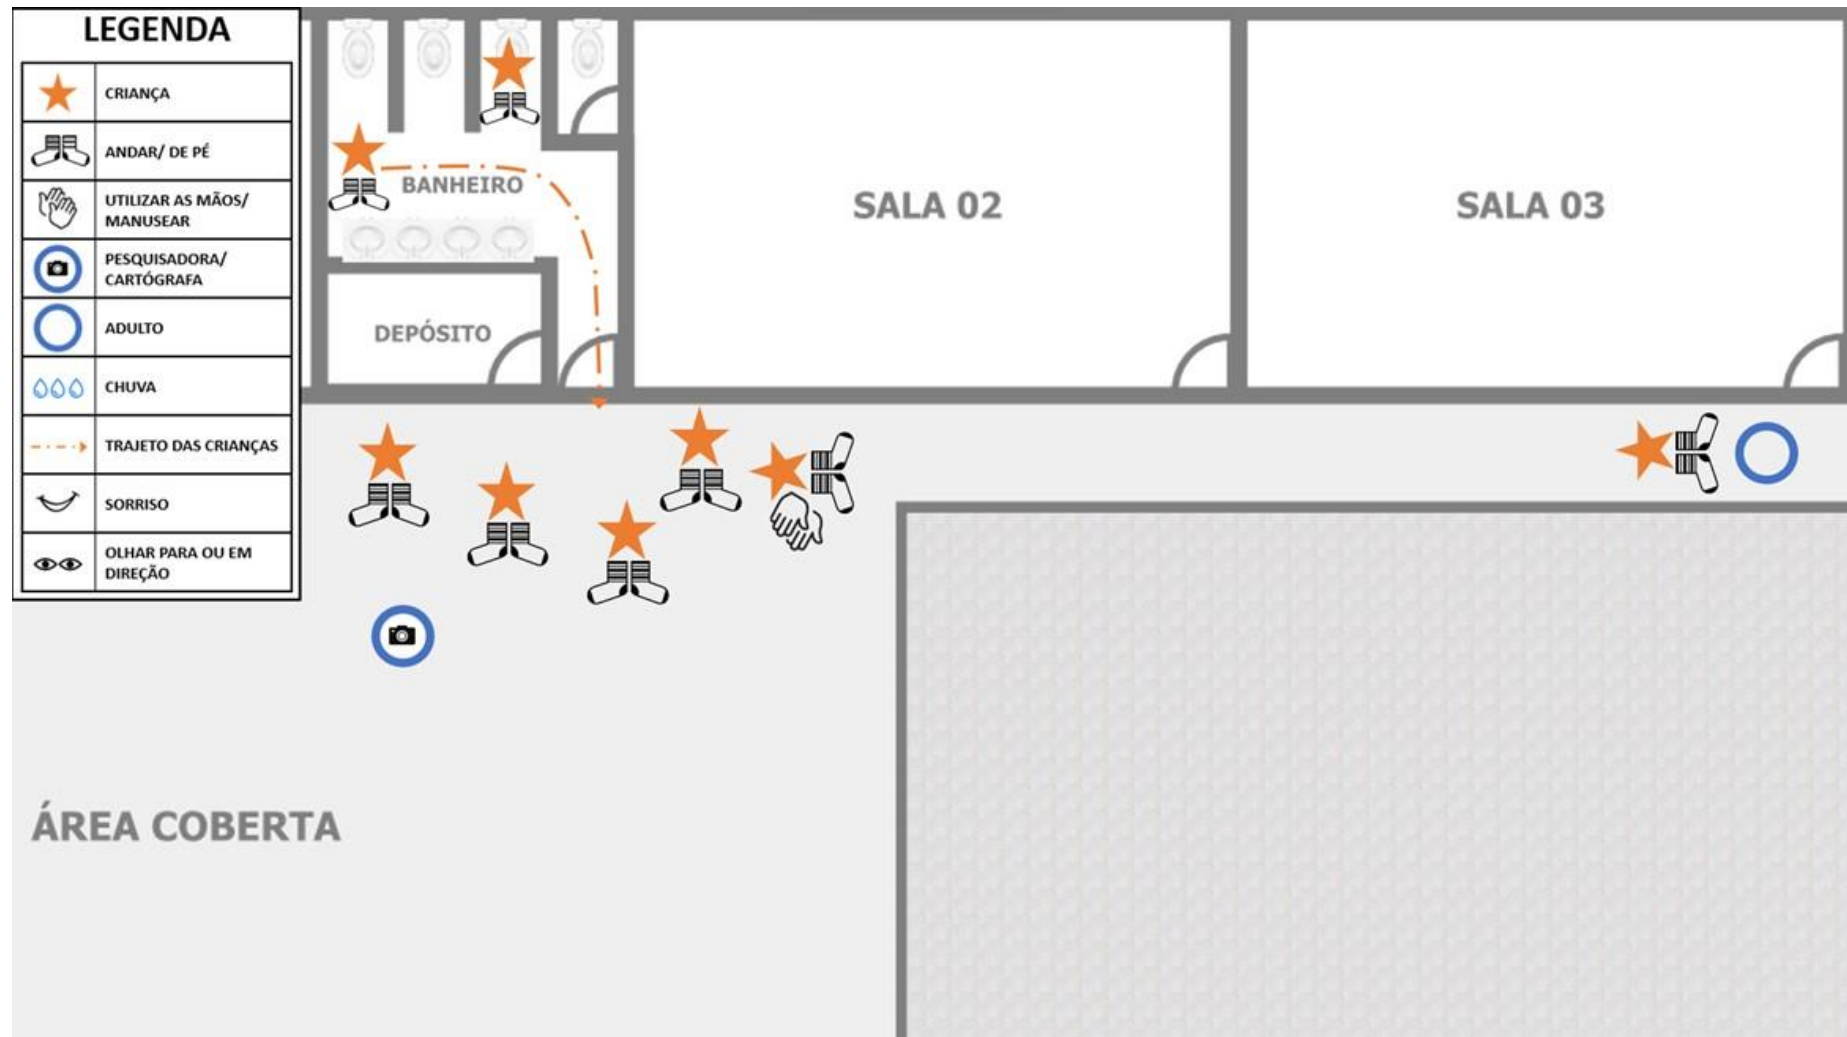 LEGENDA
CRIANÇA
ANDAR/ DE PÉ
UTILIZAR AS MÃOS/
MANUSEAR
PESQUISADORA/
CARTÓGRAFA
ADULTO
CHUVA
TRAJETO DAS CRIANÇAS
SORRISO
OLHAR PARA OU EM
DIREÇÃO
BANHEIRO
DEPÓSITO
SALA 02
SALA 03
ÁREA COBERTA